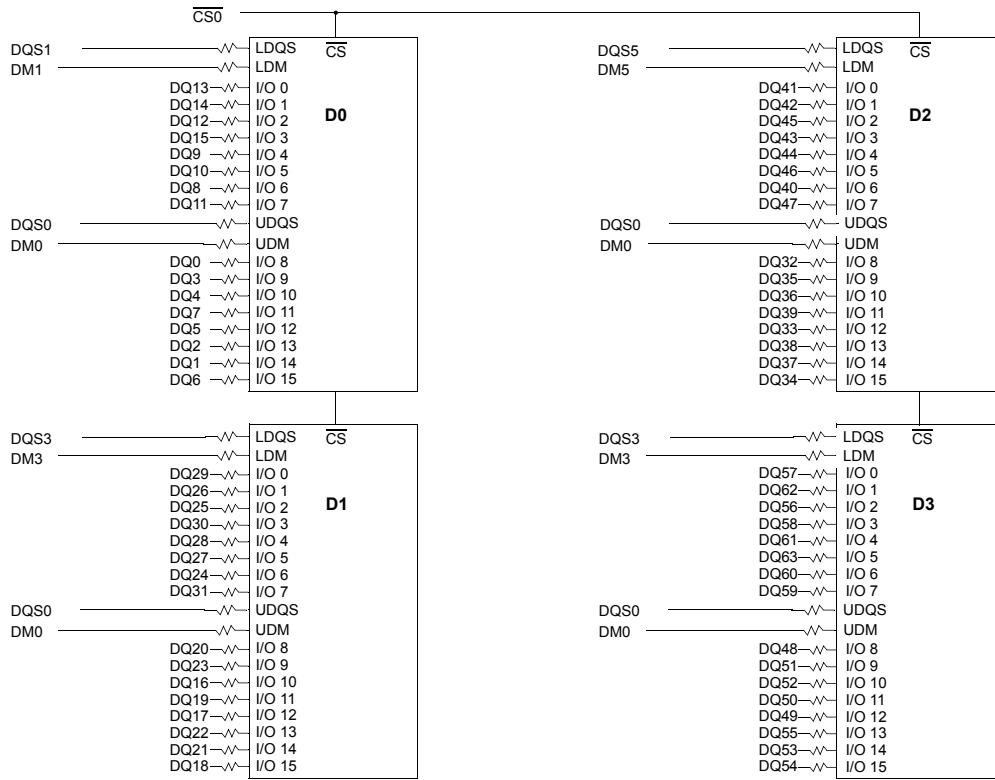 CS0
CS
DQS1 LDQS
DM1 LDM
DQ13 I/O 0
DQ14 I/O 1
DQ12 I/O 2
D0
DQ15 I/O 3
DQ9 I/O 4
DQ10 I/O 5
DQ8 I/O 6
DQ11 I/O 7
DQS0 UDQS
DM0 UDM
DQ0 I/O 8
DQ3 I/O 9
DQ4 I/O 10
DQ7 I/O 11
DQ5 I/O 12
DQ2 I/O 13
DQ1 I/O 14
DQ6 I/O 15
CS
DQS5 LDQS
DM5 LDM
DQ41 I/O 0
DQ42 I/O 1
DQ45 I/O 2
D2
DQ43 I/O 3
DQ44 I/O 4
DQ46 I/O 5
DQ40 I/O 6
DQ47 I/O 7
DQS0 UDQS
DM0 UDM
DQ32 I/O 8
DQ35 I/O 9
DQ36 I/O 10
DQ39 I/O 11
DQ33 I/O 12
DQ38 I/O 13
DQ37 I/O 14
DQ34 I/O 15
CS
DQS3 LDQS
DM3 LDM
DQ29 I/O 0
DQ26 I/O 1
DQ25 I/O 2
D1
DQ30 I/O 3
DQ28 I/O 4
DQ27 I/O 5
DQ24 I/O 6
DQ31 I/O 7
DQS0 UDQS
DM0 UDM
DQ20 I/O 8
DQ23 I/O 9
DQ16 I/O 10
DQ19 I/O 11
DQ17 I/O 12
DQ22 I/O 13
DQ21 I/O 14
DQ18 I/O 15
CS
DQS3 LDQS
DM3 LDM
DQ57 I/O 0
DQ62 I/O 1
DQ56 I/O 2
D3
DQ58 I/O 3
DQ61 I/O 4
DQ63 I/O 5
DQ60 I/O 6
DQ59 I/O 7
DQS0 UDQS
DM0 UDM
DQ48 I/O 8
DQ51 I/O 9
DQ52 I/O 10
DQ50 I/O 11
DQ49 I/O 12
DQ55 I/O 13
DQ53 I/O 14
DQ54 I/O 15